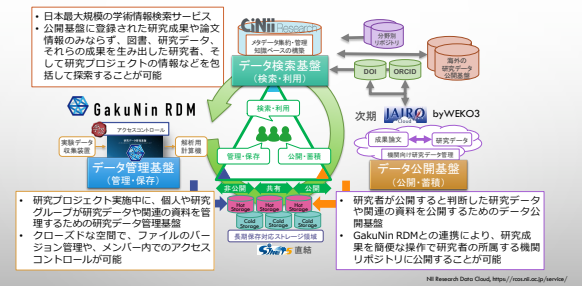 • 日本最大規模の学術情報検索サービス
• 公開基盤に登録された研究成果や論文
情報のみならず、図書、研究データ、
それらの成果を生み出した研究者、そ
して研究プロジェクトの情報などを包
括して探索することが可能
CiNii Research
メタデータ集約・管理
知識ベースの構築
データ検索基盤
(検索・利用)
分野別
リポジトリ
海外の
研究データ
公開基盤
DOI
ORCID
GakuNin RDM
アクセスコントロール
実験データ
収集装置
解析用
計算機
データ管理基盤
(管理・保存)
検索・利用
管理・保存
公開・蓄積
次期 JAIRO Cloud byWEKO3
成果論文
研究データ
機関向け研究データ管理
データ公開基盤
(公開・蓄積)
非公開
共有
公開
Hot Storage
Hot Storage
Hot Storage
Cold Storage
Cold Storage
Cold Storage
長期保存対応ストレージ領域
SINET5 直結
• 研究プロジェクト実施中に、個人や研究
グループが研究データや関連の資料を管
理するための研究データ管理基盤
• クローズドな空間で、ファイルのバー
ジョン管理や、メンバー内でのアクセス
コントロールが可能
• 研究者が公開すると判断した研究データ
や関連の資料を公開するためのデータ公
開基盤
• GakuNin RDMとの連携により、研究成
果を簡便な操作で研究者の所属する機関
リポジトリに公開することが可能
NII Research Data Cloud, https://rcos.nii.ac.jp/service/